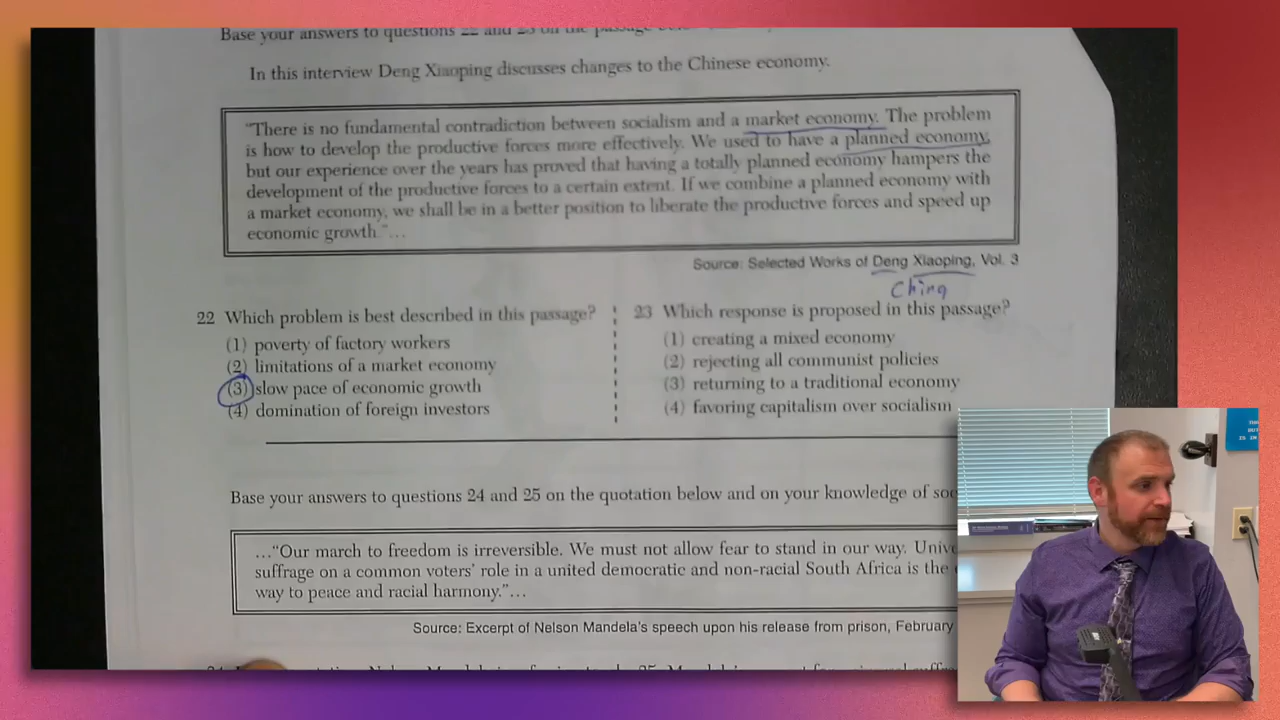 Base your answers to questions 22 and 23 on the passage
In this interview Deng Xiaoping discusses changes to the Chinese economy.
"There is no fundamental contradiction between socialism and a market economy. The problem
is how to develop the productive forces more effectively. We used to have a planned economy,
but our experience over the years has proved that having a totally planned economy hampers the
development of the productive forces to a certain extent. If we combine a planned economy with
a market economy, we shall be in a better position to liberate the productive forces and speed up
economic growth."…
Source: Selected Works of Deng Xiaoping, Vol. 3
China
22 Which problem is best described in this passage?
(1) poverty of factory workers
(2) limitations of a market economy
(3) slow pace of economic growth
(4) domination of foreign investors
23 Which response is proposed in this passage?
(1) creating a mixed economy
(2) rejecting all communist policies
(3) returning to a traditional economy
(4) favoring capitalism over socialism
Base your answers to questions 24 and 25 on the quotation below and on your knowledge of
…"Our march to freedom is irreversible. We must not allow fear to stand in our way.
suffrage on a common voters' role in a united democratic and non-racial South Africa is the
way to peace and racial harmony."…
Source: Excerpt of Nelson Mandela's speech upon his release from prison, February